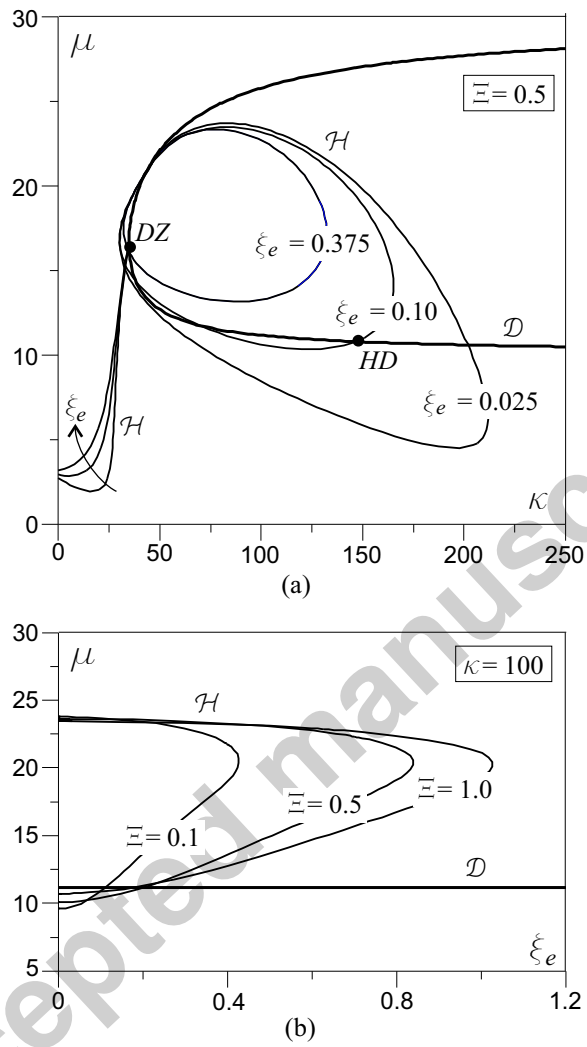 30
μ
Ξ = 0.5
ℋ
20
DZ
ξe = 0.375
ξe = 0.10
𝒟
10
HD
ξe
ξe = 0.025
ℋ
κ
0
0 50 100 150 200 250
(a)
30
μ
κ = 100
ℋ
25
20
Ξ = 1.0
Ξ = 0.5
15
Ξ = 0.1
𝒟
10
ξe
5
0 0.4 0.8 1.2
(b)
epted manusc